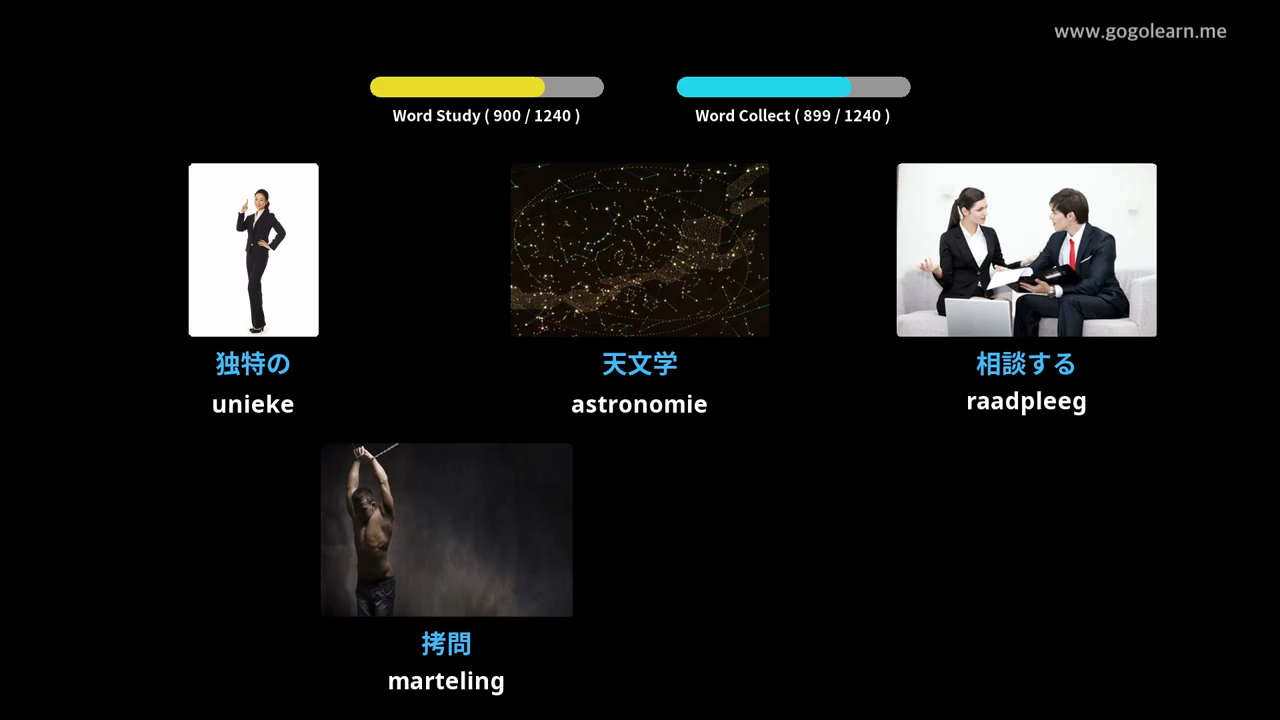 www.gogolearn.me
Word Study ( 900 / 1240 )
Word Collect ( 899 / 1240 )
独特の
unieke
天文学
astronomie
相談する
raadpleeg
拷問
marteling